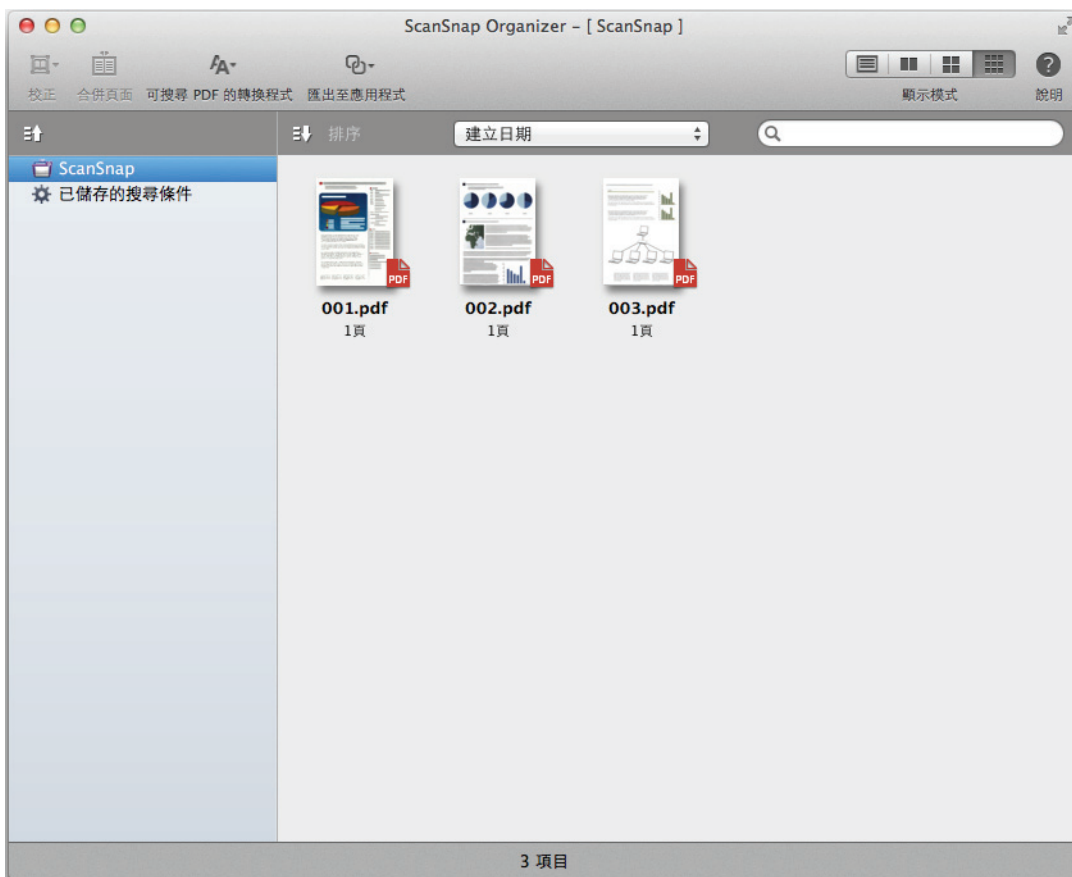 ScanSnap Organizer – [ ScanSnap ]
校正 合併頁面 可搜尋 PDF 的轉換程式 匯出至應用程式 顯示模式 說明
排序 建立日期
ScanSnap
已儲存的搜尋條件
PDF PDF PDF
001.pdf 002.pdf 003.pdf
1頁 1頁 1頁
3 項目